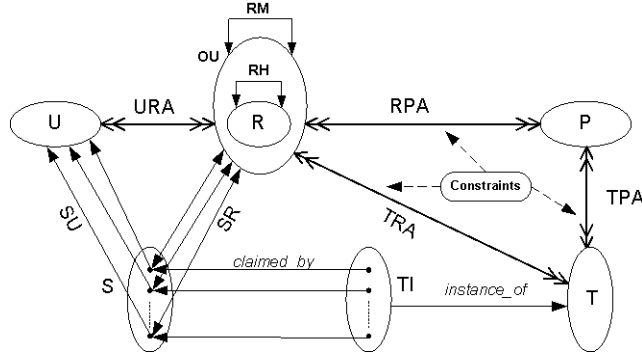 RM
OU
RH
U
URA
R
RPA
P
Constraints
TPA
SU
SR
TRA
S
claimed_by
TI
instance_of
T